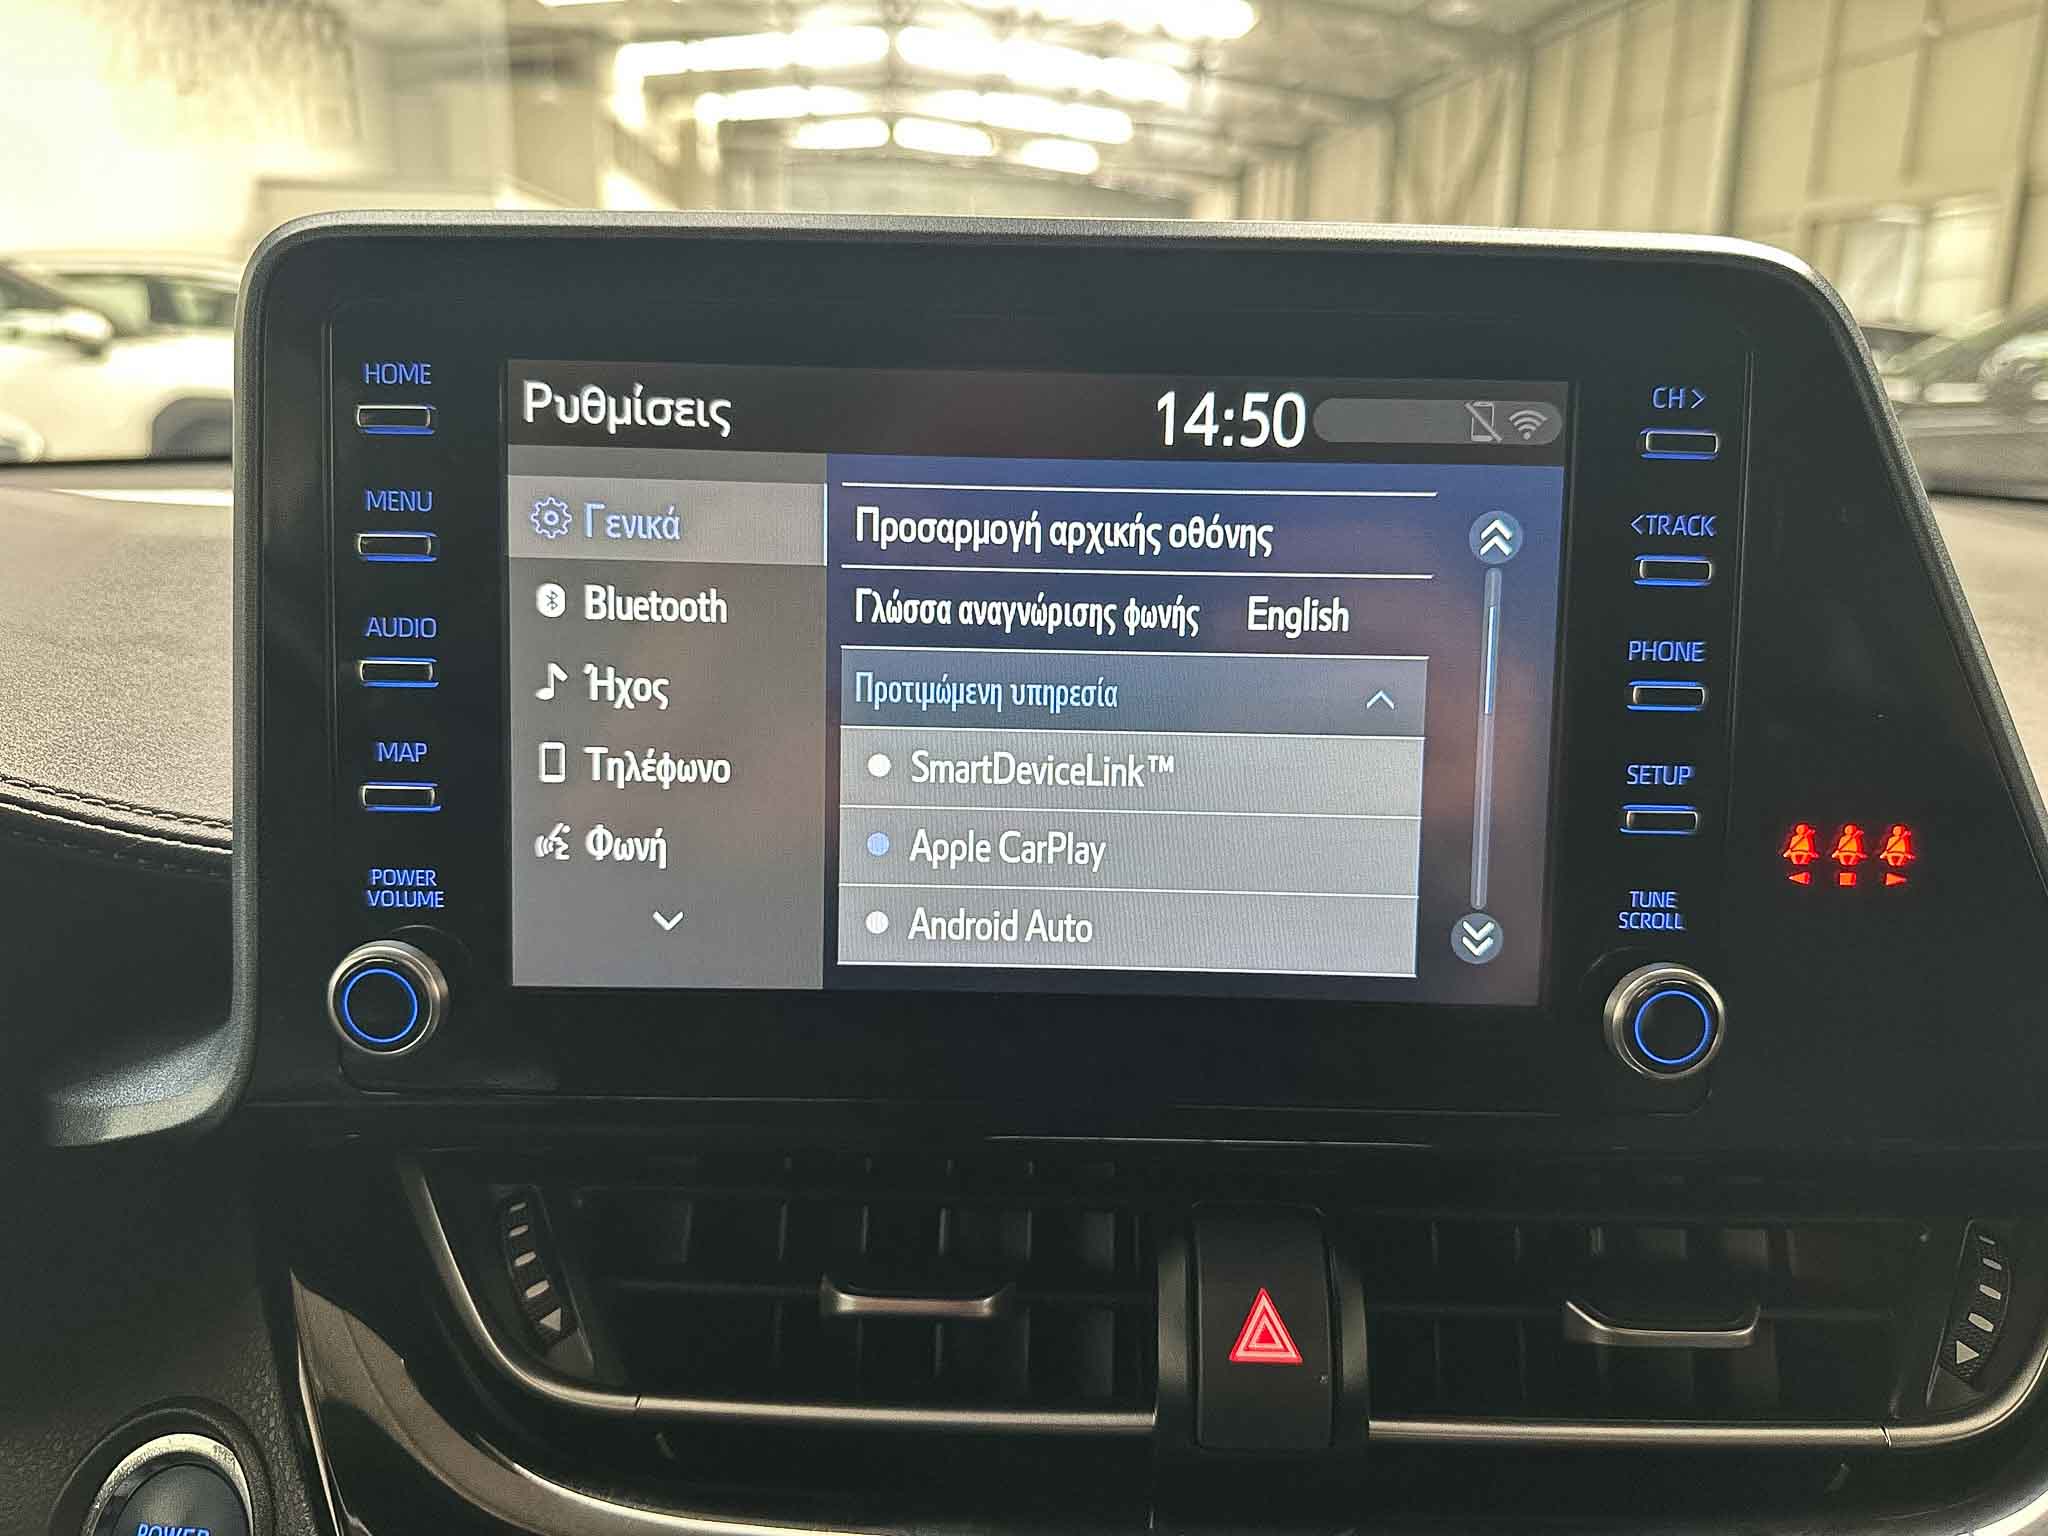 HOME
MENU
AUDIO
MAP
POWER
VOLUME
Ρυθμίσεις
14:50
Γενικά
Bluetooth
Ήχος
Τηλέφωνο
Φωνή
Προσαρμογή αρχικής οθόνης
Γλώσσα αναγνώρισης φωνής English
Προτιμώμενη υπηρεσία
SmartDeviceLink™
Apple CarPlay
Android Auto
CH >
<TRACK
PHONE
SETUP
TUNE
SCROLL
POWER